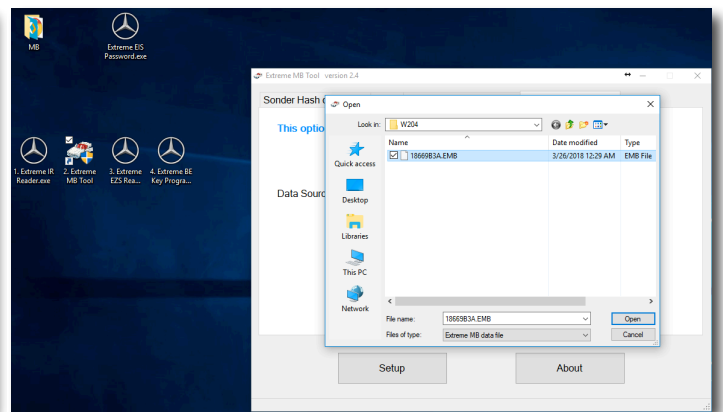 MB
Extreme EIS
Password.exe
1. Extreme IR
Reader.exe
2. Extreme
MB Tool
3. Extreme
EZS Rea...
4. Extreme BE
Key Progra...
Extreme MB Tool version 2.4
Sonder Hash
This optio
Data Sourc
Open
Look in:
W204
Quick access
Desktop
Libraries
This PC
Network
Name
Date modified
Type
18669B3A.EMB
3/26/2018 12:29 AM
EMB File
File name:
18669B3A.EMB
Open
Files of type:
Extreme MB data file
Cancel
Setup
About